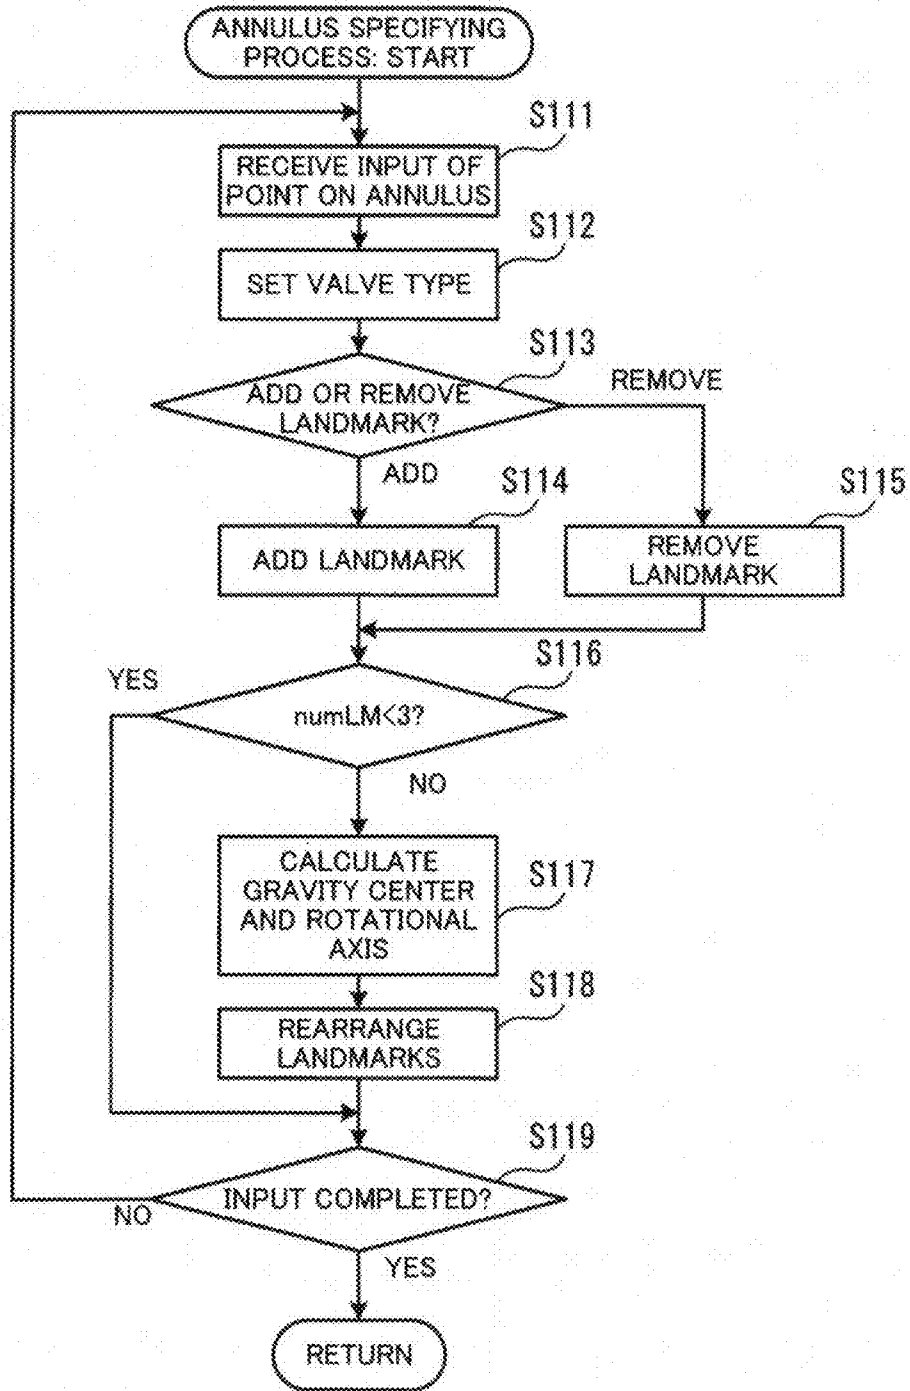 ANNULUS SPECIFYING
PROCESS: START
S111
RECEIVE INPUT OF
POINT ON ANNULUS
S112
SET VALVE TYPE
S113
ADD OR REMOVE
LANDMARK?
REMOVE
ADD
S114
ADD LANDMARK
S115
REMOVE
LANDMARK
S116
YES
numLM<3?
NO
S117
CALCULATE
GRAVITY CENTER
AND ROTATIONAL
AXIS
S118
REARRANGE
LANDMARKS
S119
INPUT COMPLETED?
NO
YES
RETURN